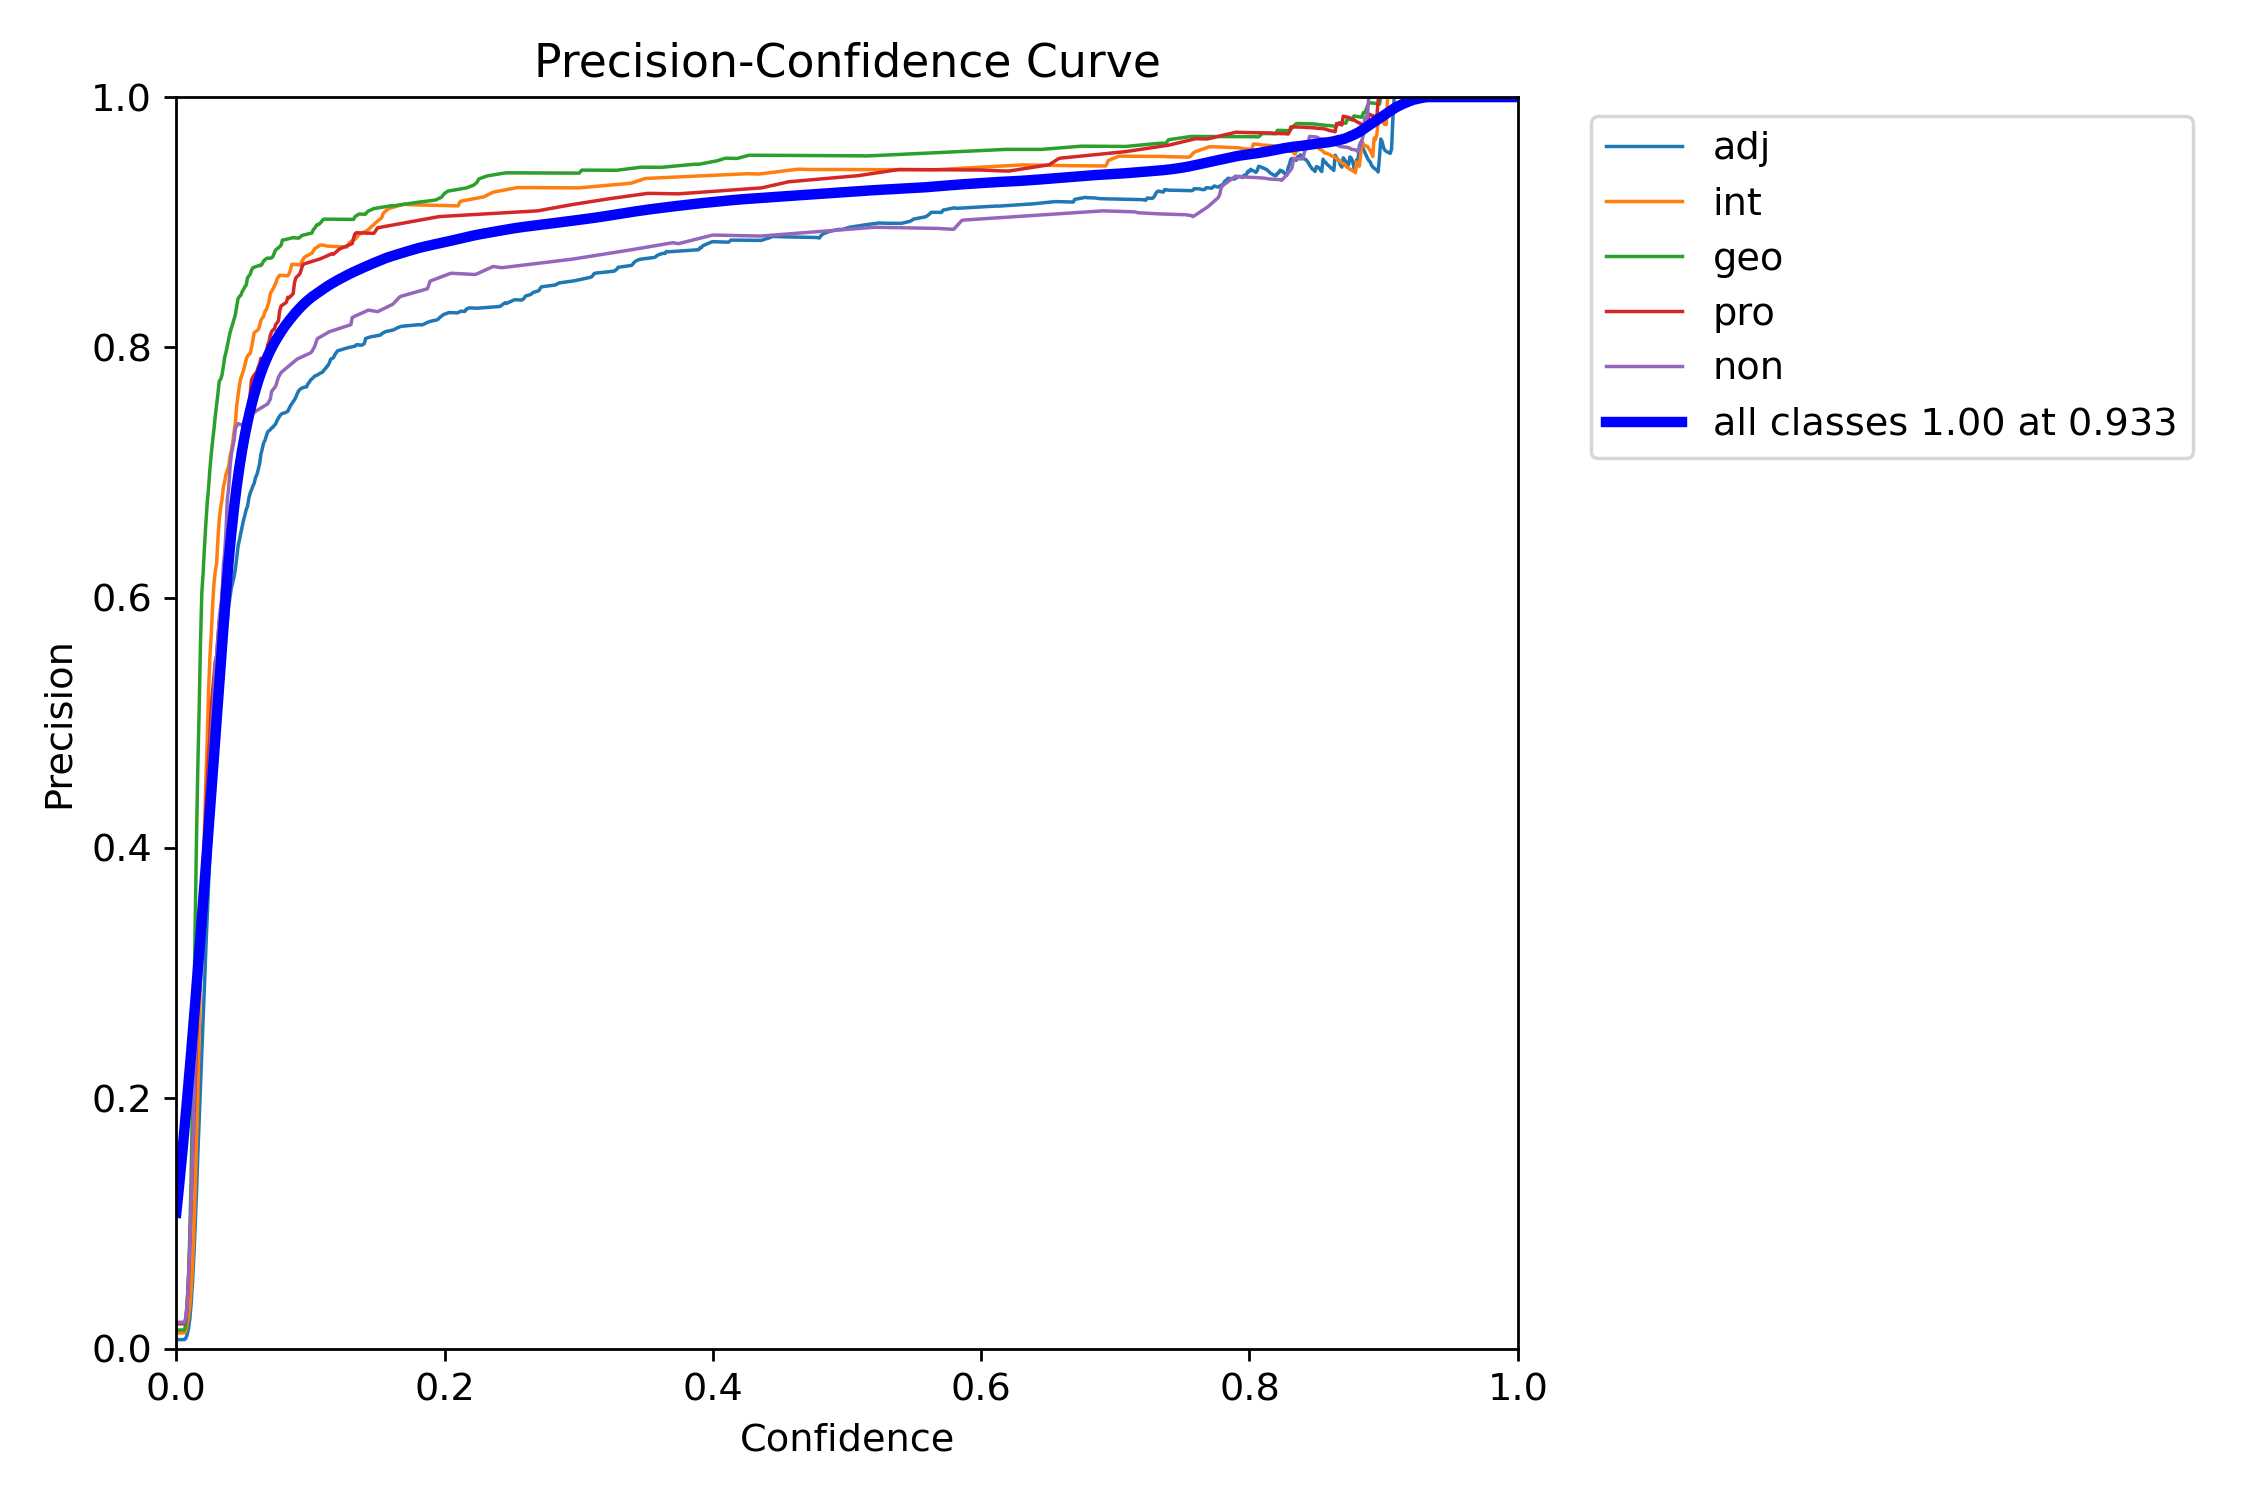 Precision-Confidence Curve
1.0
0.8
0.6
0.4
0.2
0.0
Precision
0.0 0.2 0.4 0.6 0.8 1.0
Confidence
adj
int
geo
pro
non
all classes 1.00 at 0.933